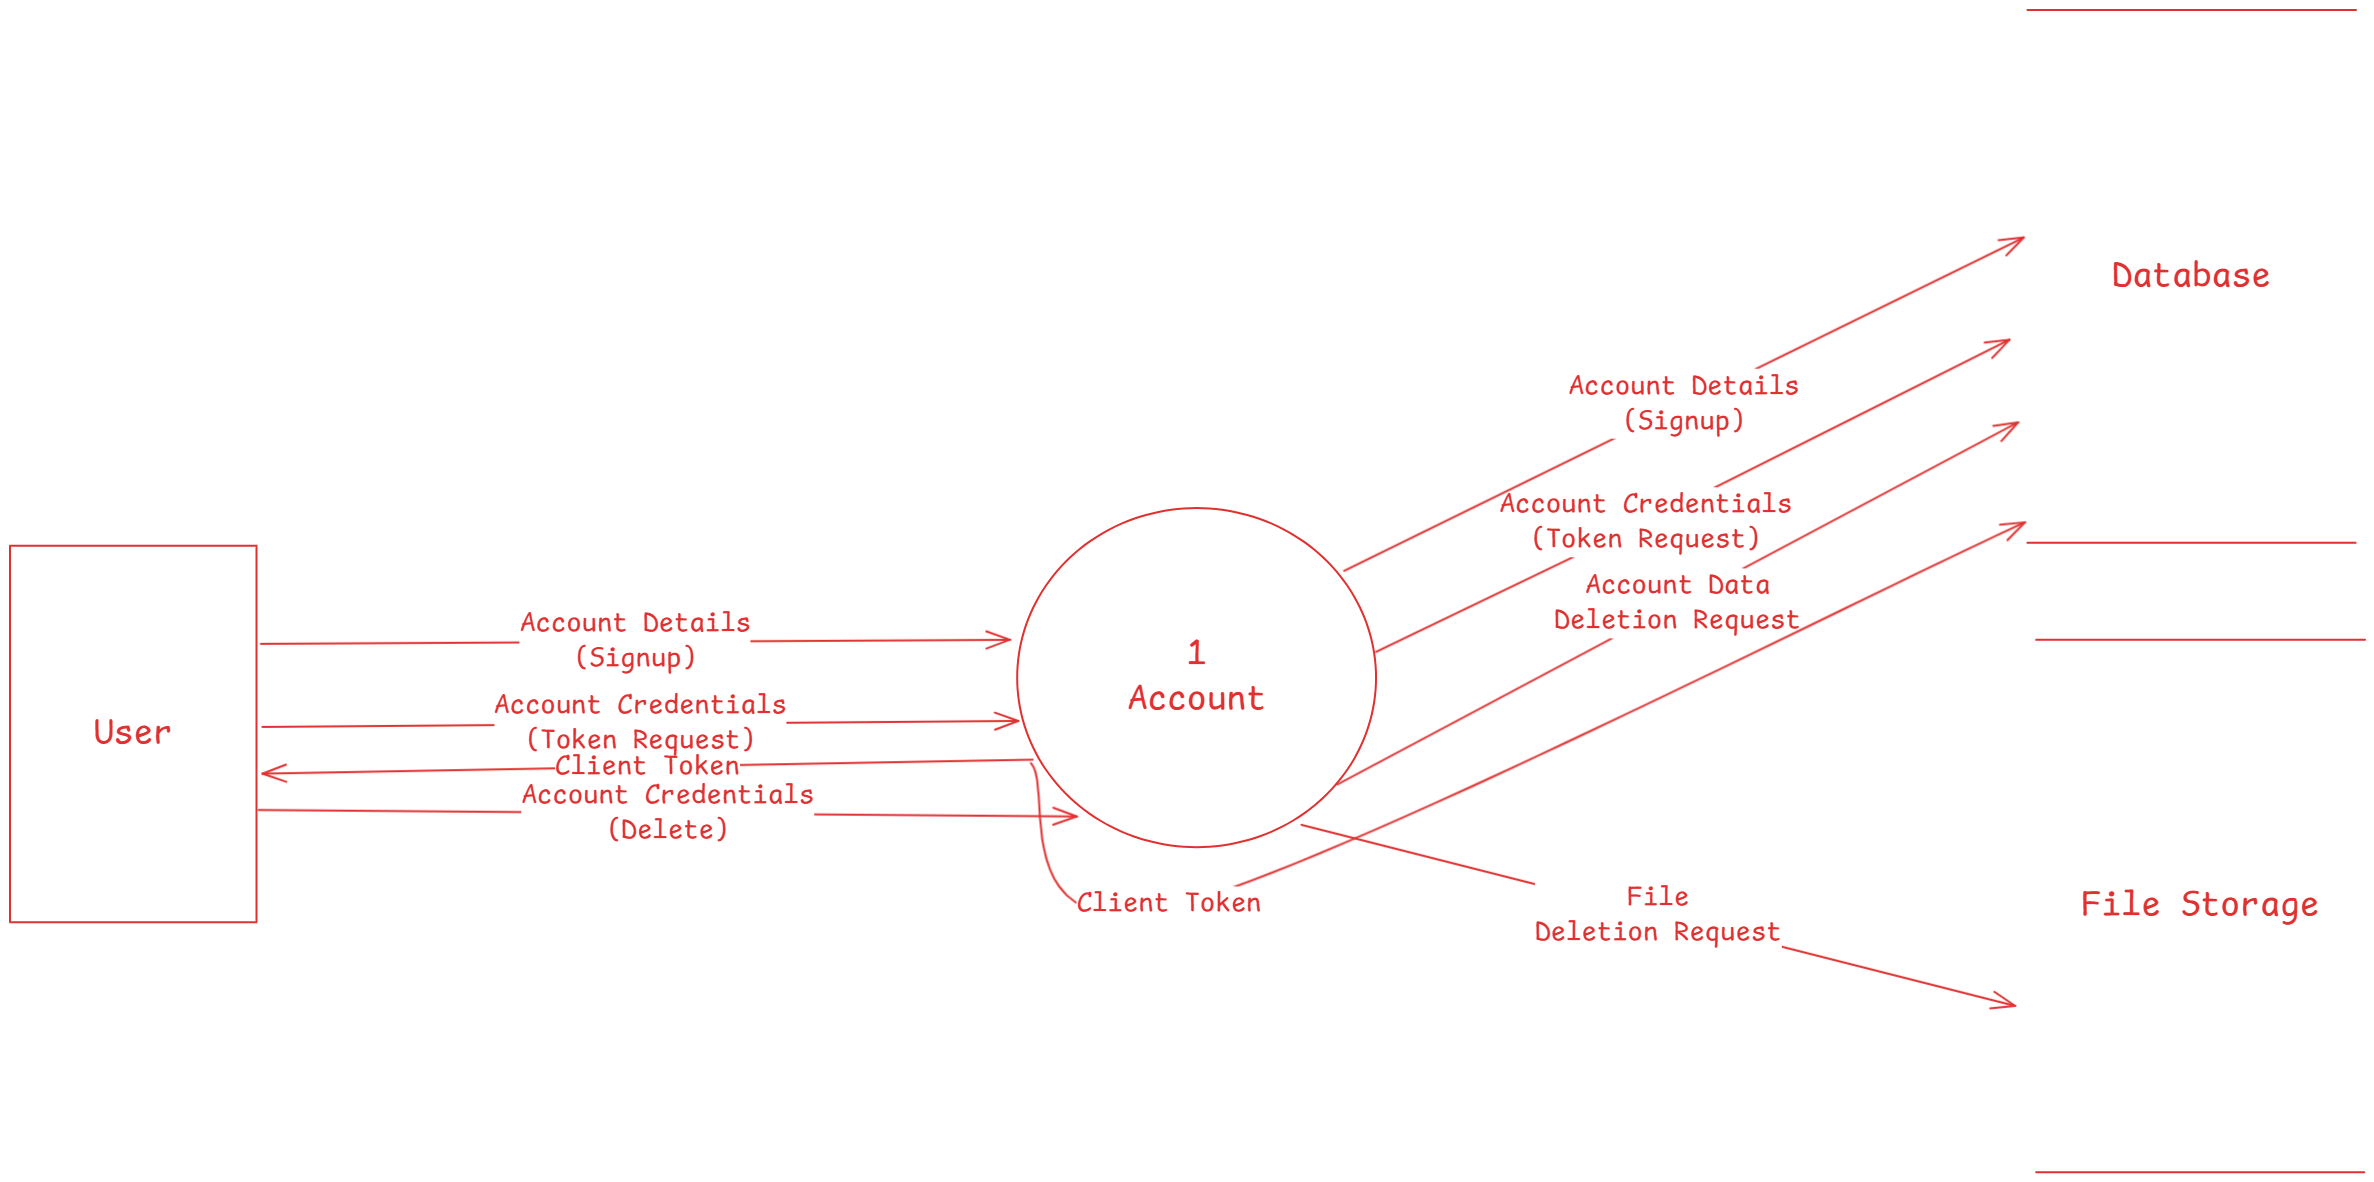 Database
Account Details
(Signup)
Account Credentials
(Token Request)
Account Data
Deletion Request
Account Details
(Signup)
1
Account
Account Credentials
(Token Request)
User
Client Token
Account Credentials
(Delete)
Client Token
File
Deletion Request
File Storage